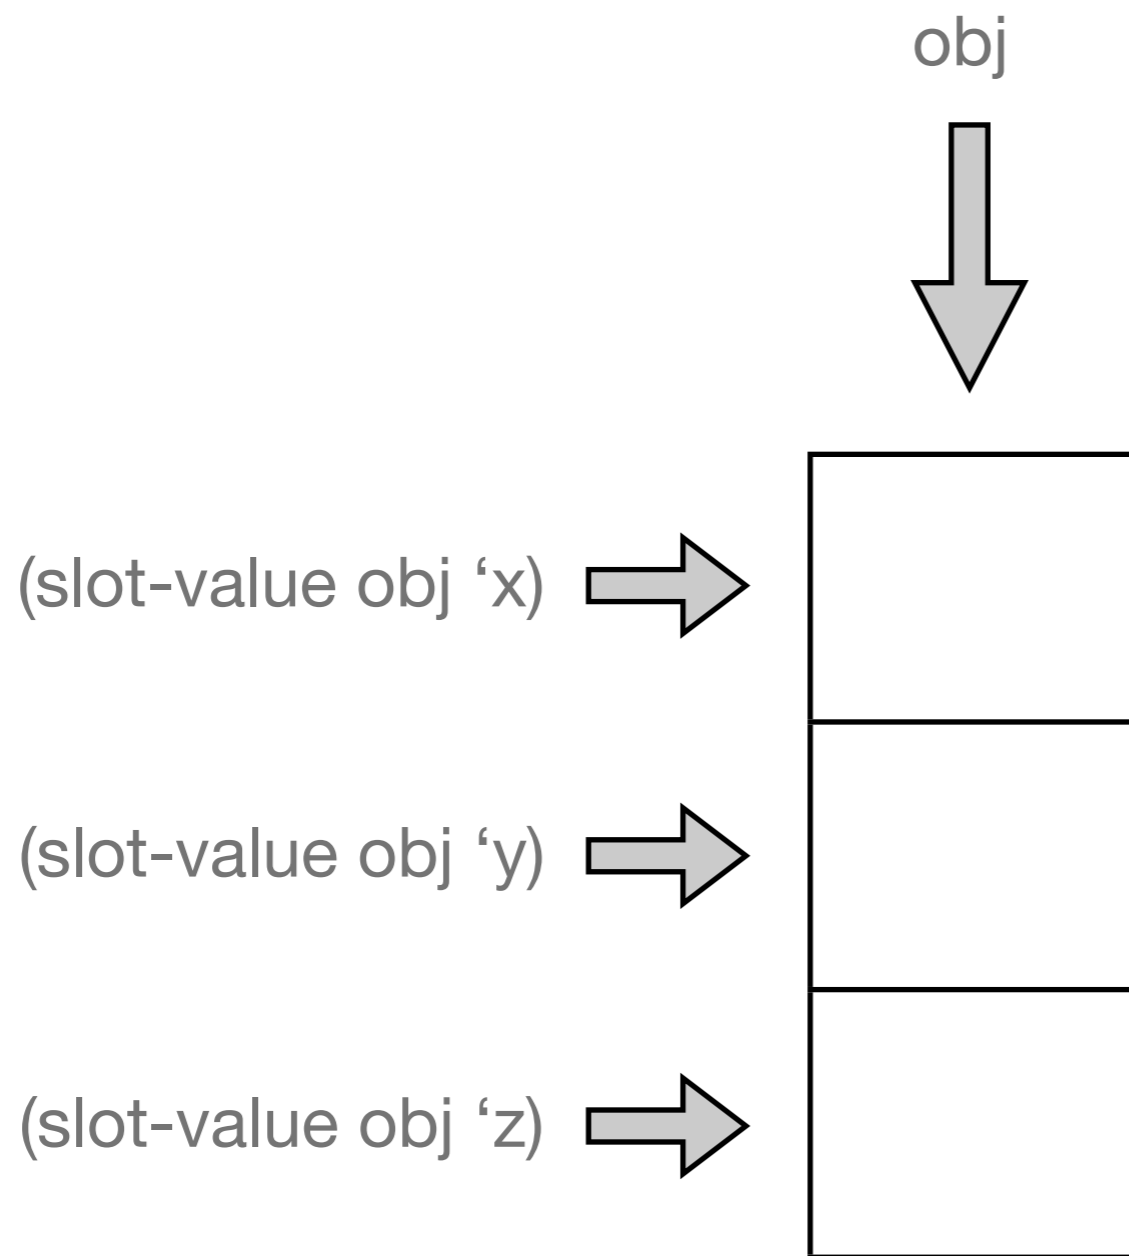 obj
(slot-value obj ‘x)
(slot-value obj ‘y)
(slot-value obj ‘z)